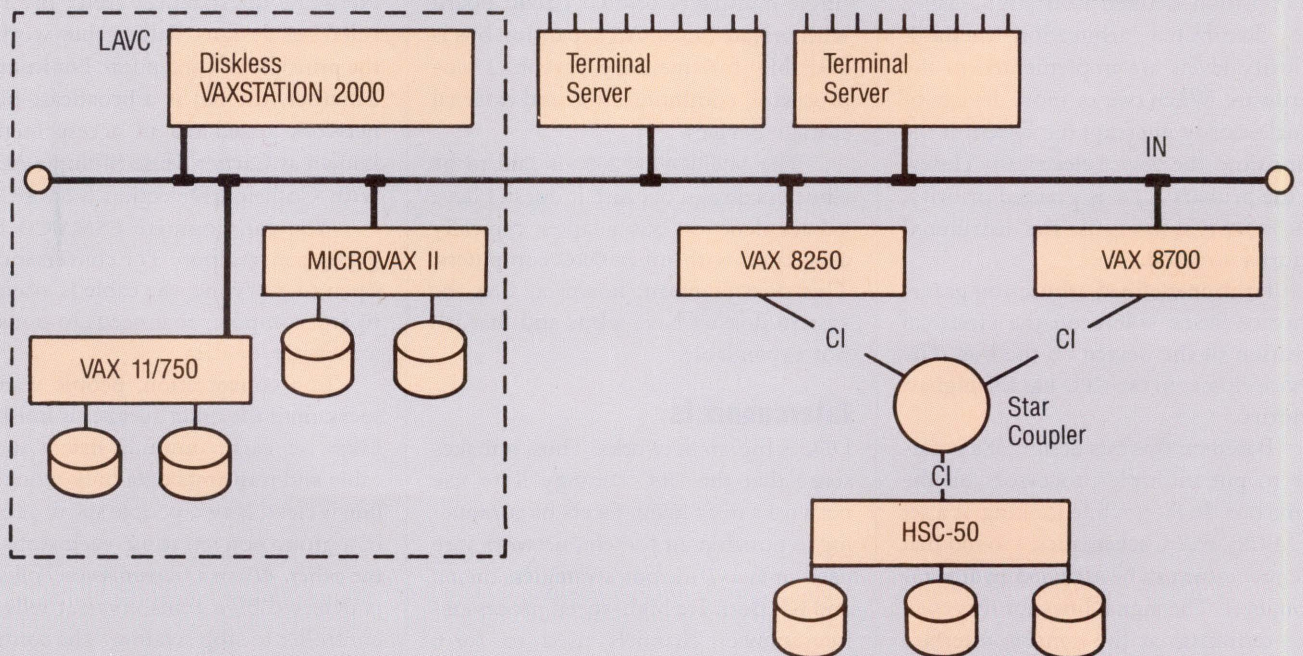 LAVC
Diskless
VAXSTATION 2000
Terminal
Server
Terminal
Server
IN
MICROVAX II
VAX 8250
VAX 8700
VAX 11/750
CI
CI
Star
Coupler
CI
HSC-50